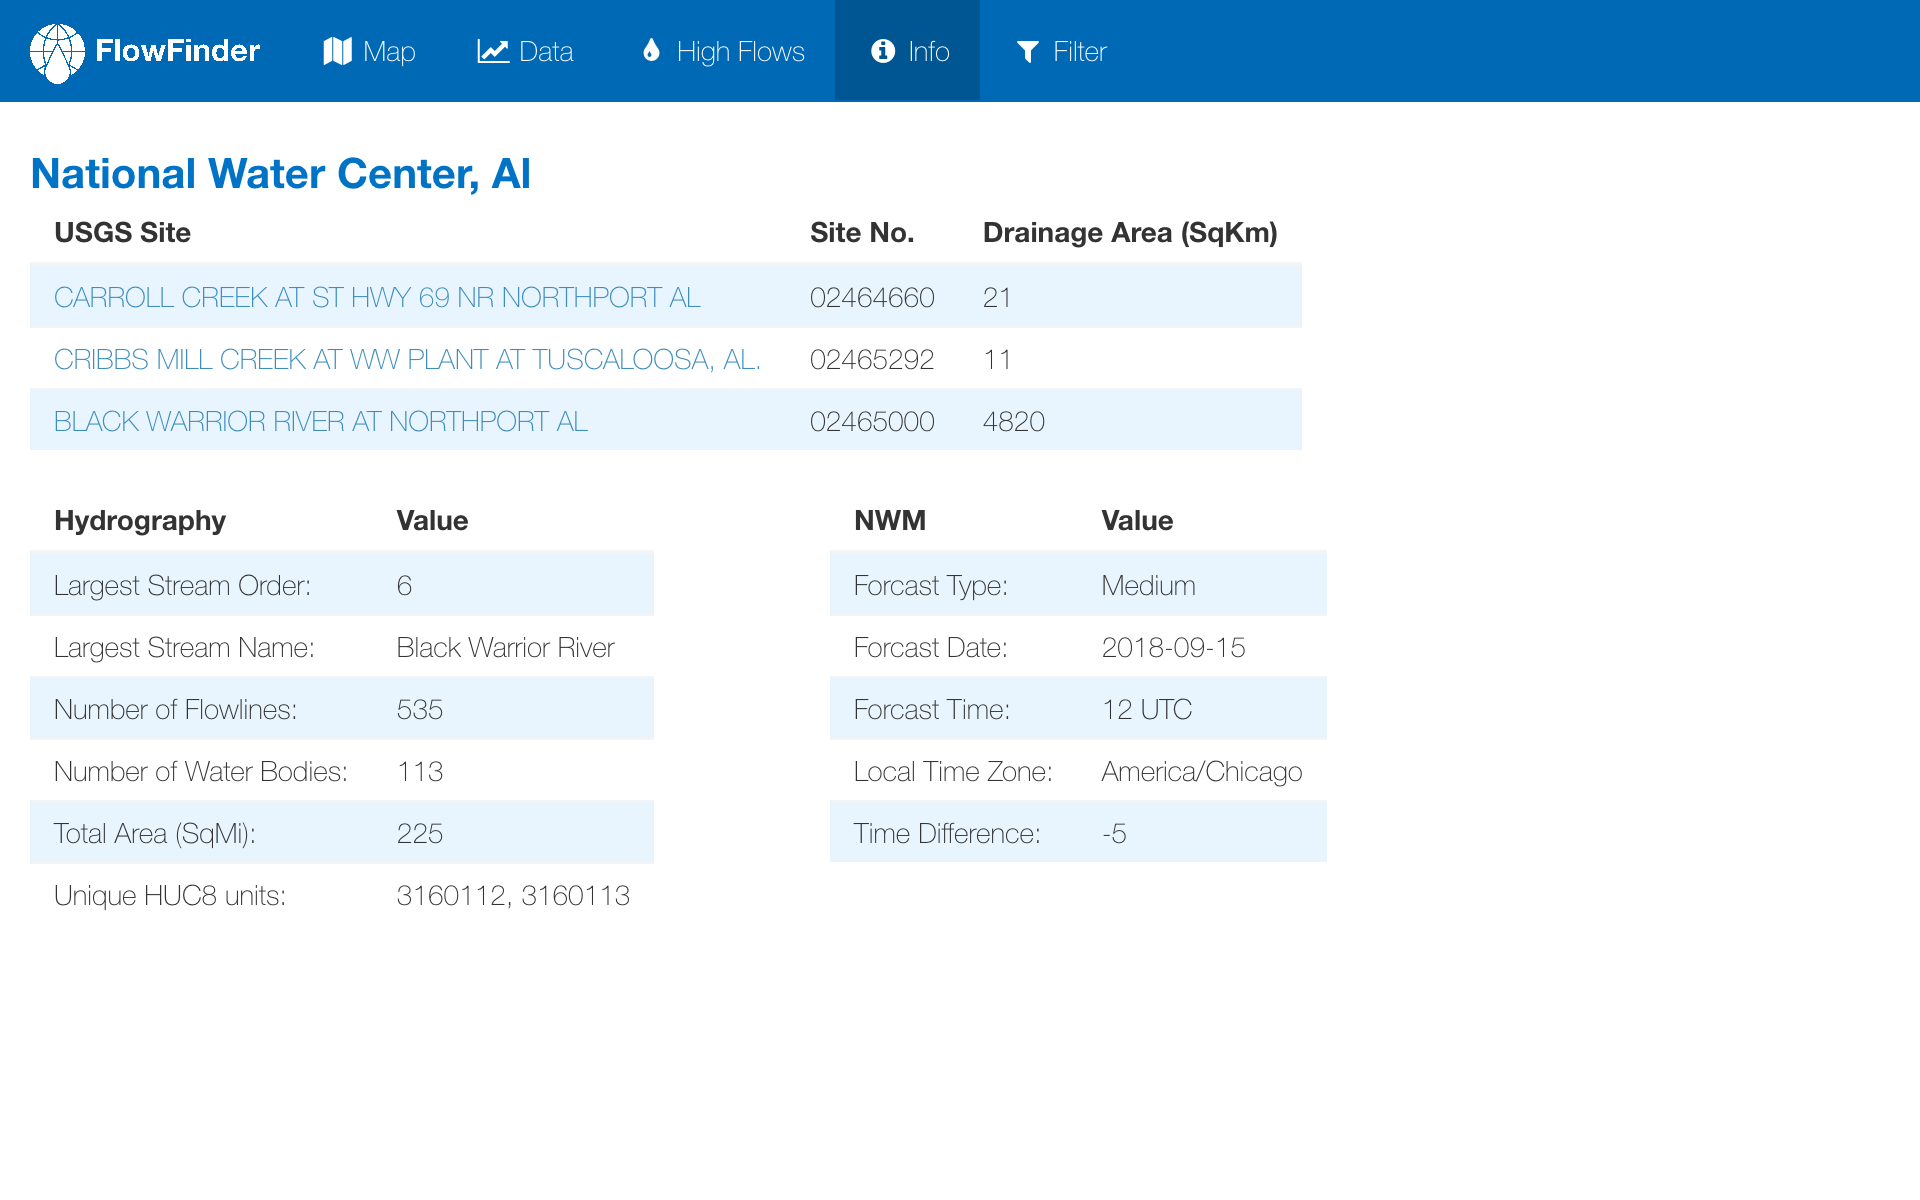 FlowFinder Map Data High Flows Info Filter
National Water Center, Al
USGS Site Site No. Drainage Area (SqKm)
CARROLL CREEK AT ST HWY 69 NR NORTHPORT AL 02464660 21
CRIBBS MILL CREEK AT WW PLANT AT TUSCALOOSA, AL. 02465292 11
BLACK WARRIOR RIVER AT NORTHPORT AL 02465000 4820
Hydrography Value
Largest Stream Order: 6
Largest Stream Name: Black Warrior River
Number of Flowlines: 535
Number of Water Bodies: 113
Total Area (SqMi): 225
Unique HUC8 units: 3160112, 3160113
NWM Value
Forcast Type: Medium
Forcast Date: 2018-09-15
Forcast Time: 12 UTC
Local Time Zone: America/Chicago
Time Difference: -5